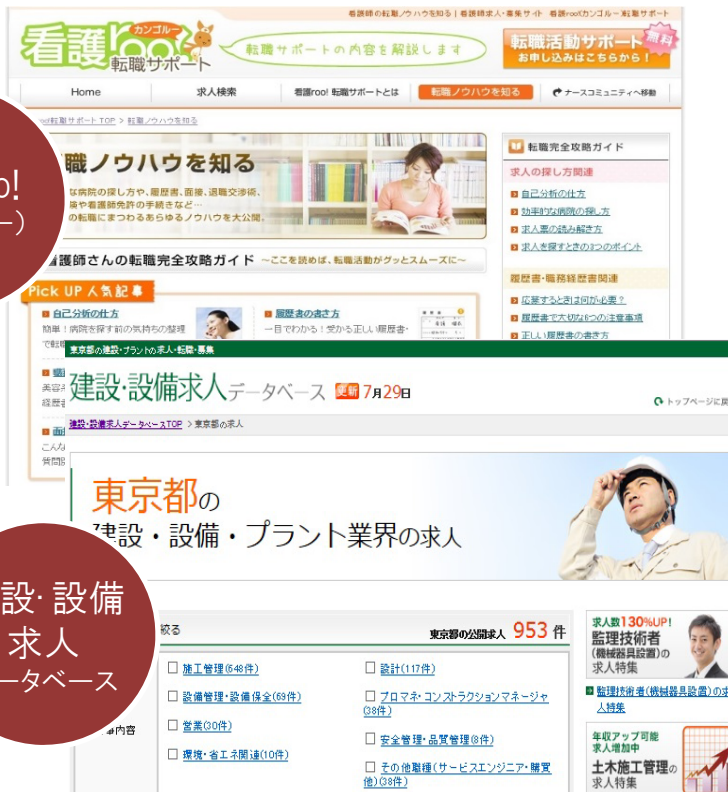 看護師の転職ノウハウを知る | 看護師求人・募集サイト 看護roo!(カンゴルー)転職サポート
看護roo!
カンゴルー
転職サポート
転職サポートの内容を解説します
転職活動サポート
無料
お申し込みはこちらから！
Home
求人検索
看護roo! 転職サポートとは
転職ノウハウを知る
ナースコミュニティへ移動
転職サポート TOP > 転職ノウハウを知る
職ノウハウを知る
な病院の探し方や、履歴書、面接、退職交渉術、
険や看護師免許の手続きなど…
の転職にまつわるあらゆるノウハウを大公開。
護師さんの転職完全攻略ガイド ～ここを読めば、転職活動がグッとスムーズに～
Pick UP 人気記事
自己分析の仕方
簡単！病院を探す前の気持ちの整理
履歴書の書き方
一目でわかる！受かる正しい履歴書・
転職完全攻略ガイド
求人の探し方関連
自己分析の仕方
効率的な病院の探し方
求人票の読み解き方
求人を探すときの3つのポイント
履歴書・職務経歴書関連
応募するときは何が必要？
履歴書で大切な6つの注意事項
正しい履歴書の書き方
o!
ー）
東京都の建設・プラントの求人・転職・募集
建設・設備求人データベース 更新 7月29日
トップページに戻
建設・設備求人データベースTOP > 東京都の求人
東京都の
建設・設備・プラント業界の求人
設・設備
求人
ータベース
絞る
東京都の公開求人 953 件
事内容
施工管理(648件)
設計(117件)
設備管理・設備保全(69件)
プロマネ・コンストラクションマネージャ
(38件)
営業(30件)
安全管理・品質管理(8件)
環境・省エネ関連(10件)
その他職種(サービスエンジニア・購買
他)(38件)
求人数130%UP!
監理技術者
(機械器具設置)の
求人特集
監理技術者(機械器具設置)の求
人特集
年収アップ可能
求人増加中
土木施工管理の
求人特集